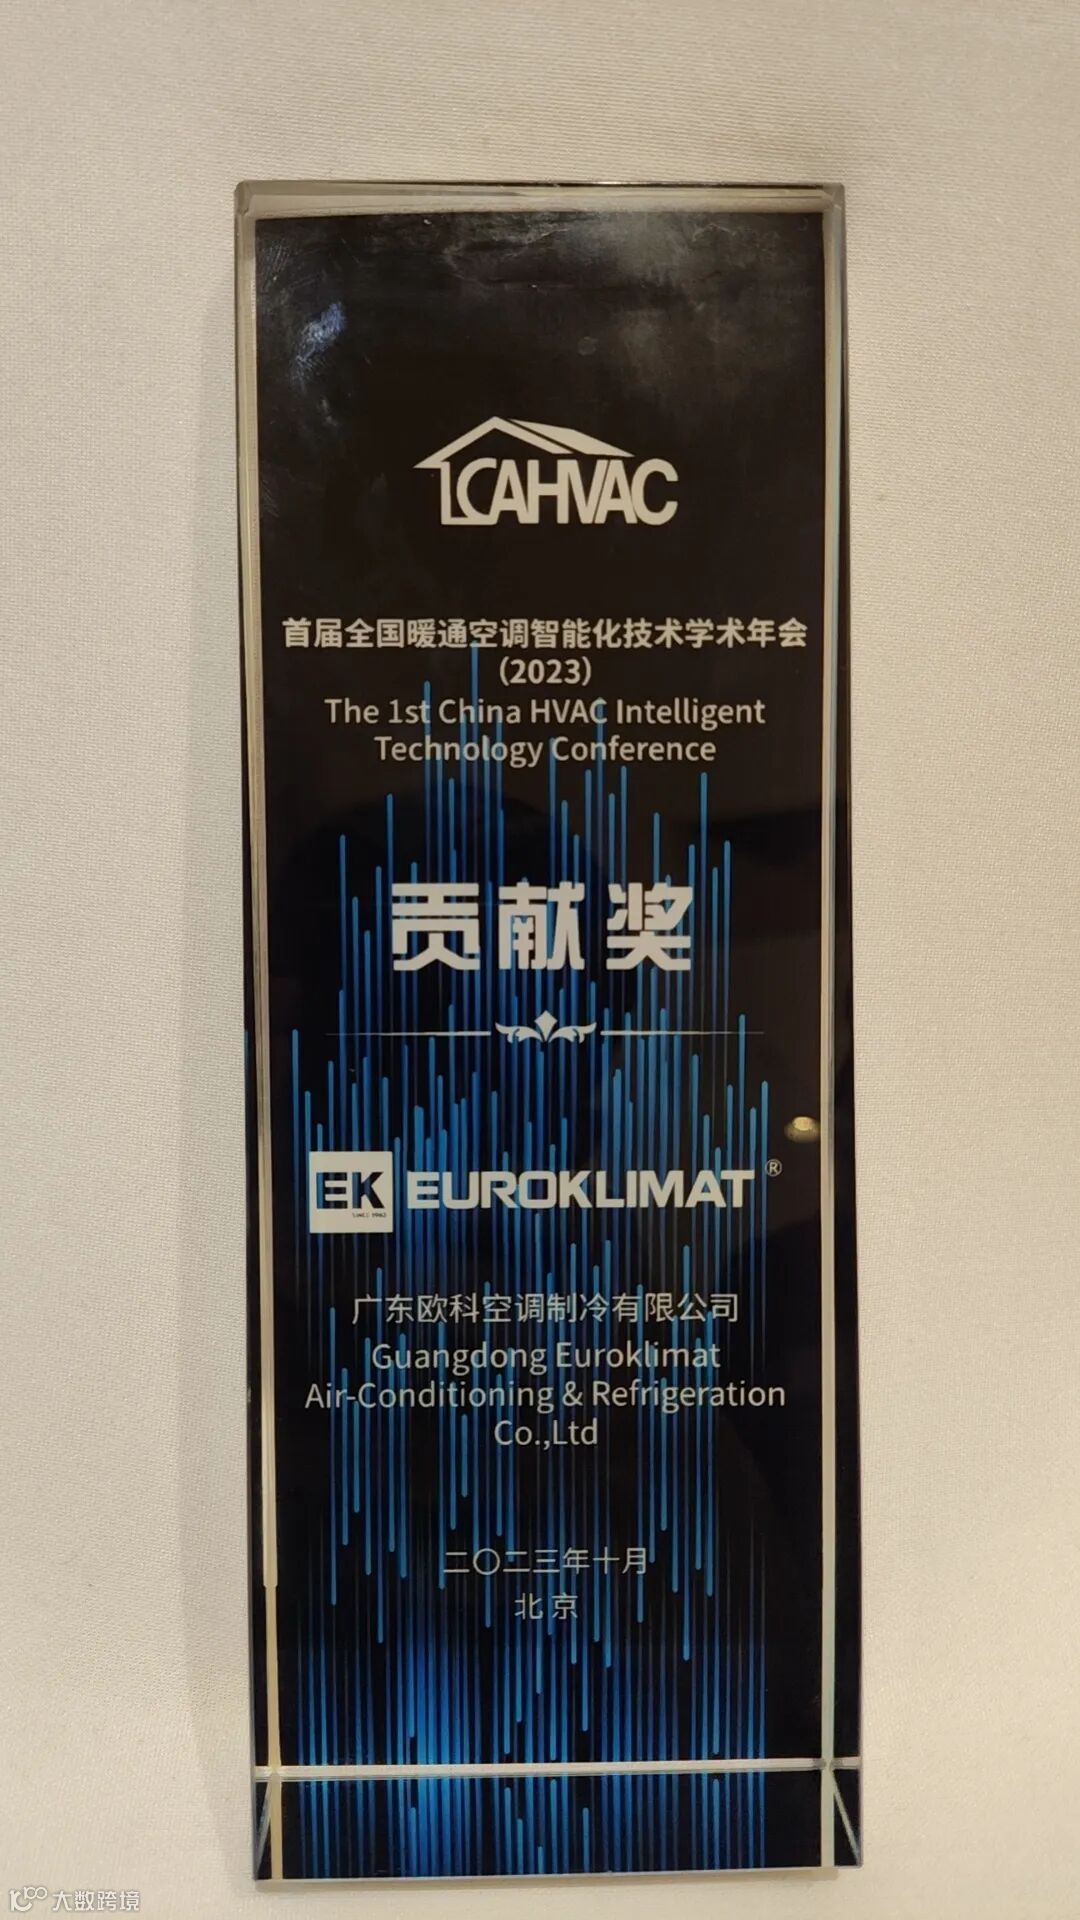 CAHVAC
首届全国暖通空调智能化技术学术年会
（2023）
The 1st China HVAC Intelligent
Technology Conference
贡献奖
EK EUROKLIMAT®
SINCE 1963
广东欧科空调制冷有限公司
Guangdong Euroklimat
Air-Conditioning & Refrigeration
Co.,Ltd
二〇二三年十月
北京
大数跨境